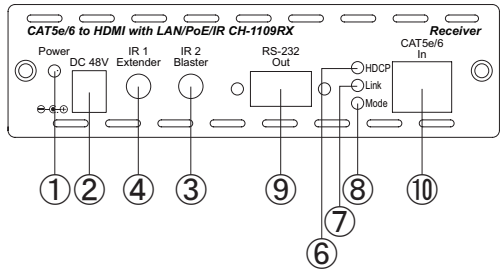 CAT5e/6 to HDMI with LAN/PoE/IR CH-1109RX Receiver
Power
DC 48V
IR 1
Extender
IR 2
Blaster
RS-232
Out
HDCP
Link
Mode
CAT5e/6
In
① ② ④ ③ ⑨ ⑧ ⑩
⑦
⑥